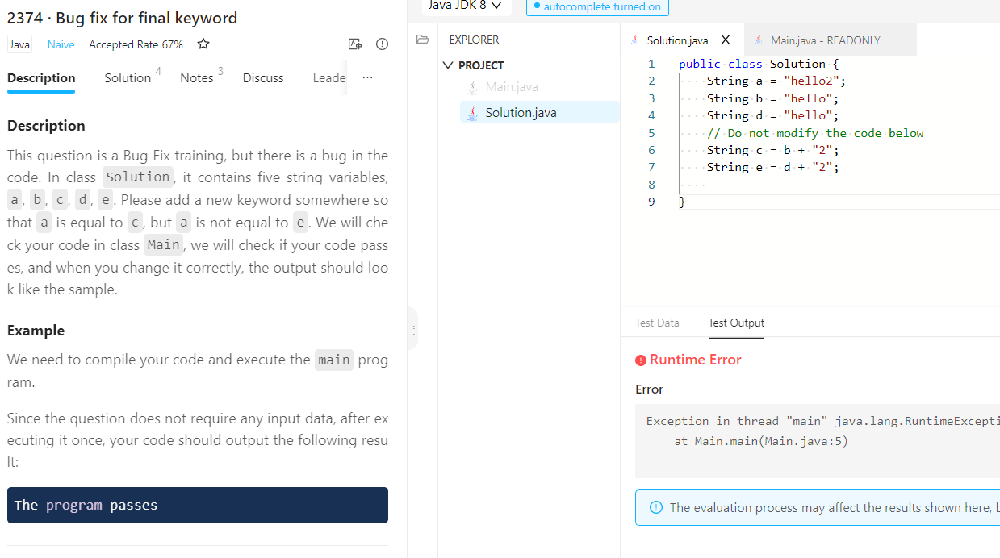 2374 · Bug fix for final keyword
Java Naive Accepted Rate 67%
Description Solution 4 Notes 3 Discuss Leade ...
Description
This question is a Bug Fix training, but there is a bug in the
code. In class Solution, it contains five string variables,
a, b, c, d, e. Please add a new keyword somewhere so
that a is equal to c, but a is not equal to e. We will che
ck your code in class Main, we will check if your code pass
es, and when you change it correctly, the output should loo
k like the sample.
Example
We need to compile your code and execute the main prog
ram.
Since the question does not require any input data, after ex
ecuting it once, your code should output the following resu
lt:
The program passes
Java JDK 8
autocomplete turned on
EXPLORER
PROJECT
Main.java
Solution.java
Solution.java X Main.java - READONLY
1 public class Solution {
2 String a = "hello2";
3 String b = "hello";
4 String d = "hello";
5 // Do not modify the code below
6 String c = b + "2";
7 String e = d + "2";
8
9 }
Test Data Test Output
Runtime Error
Error
Exception in thread "main" java.lang.RuntimeExcepti
at Main.main(Main.java:5)
The evaluation process may affect the results shown here, b